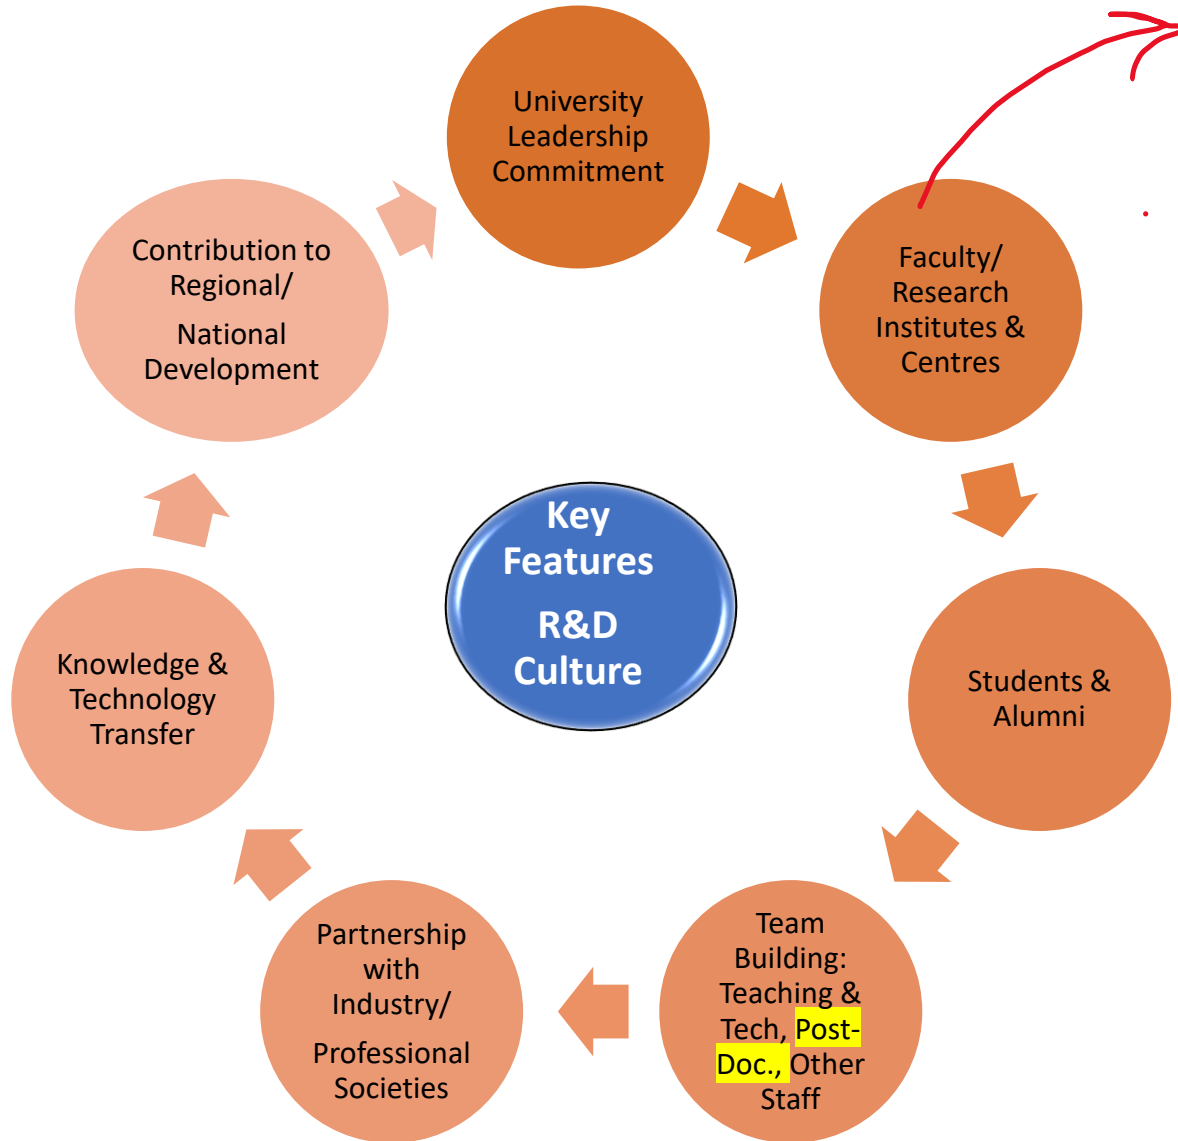 University
Leadership
Commitment
Faculty/
Research
Institutes &
Centres
Students &
Alumni
Team
Building:
Teaching &
Tech, Post-
Doc., Other
Staff
Partnership
with
Industry/
Professional
Societies
Knowledge &
Technology
Transfer
Contribution to
Regional/
National
Development
Key
Features
R&D
Culture